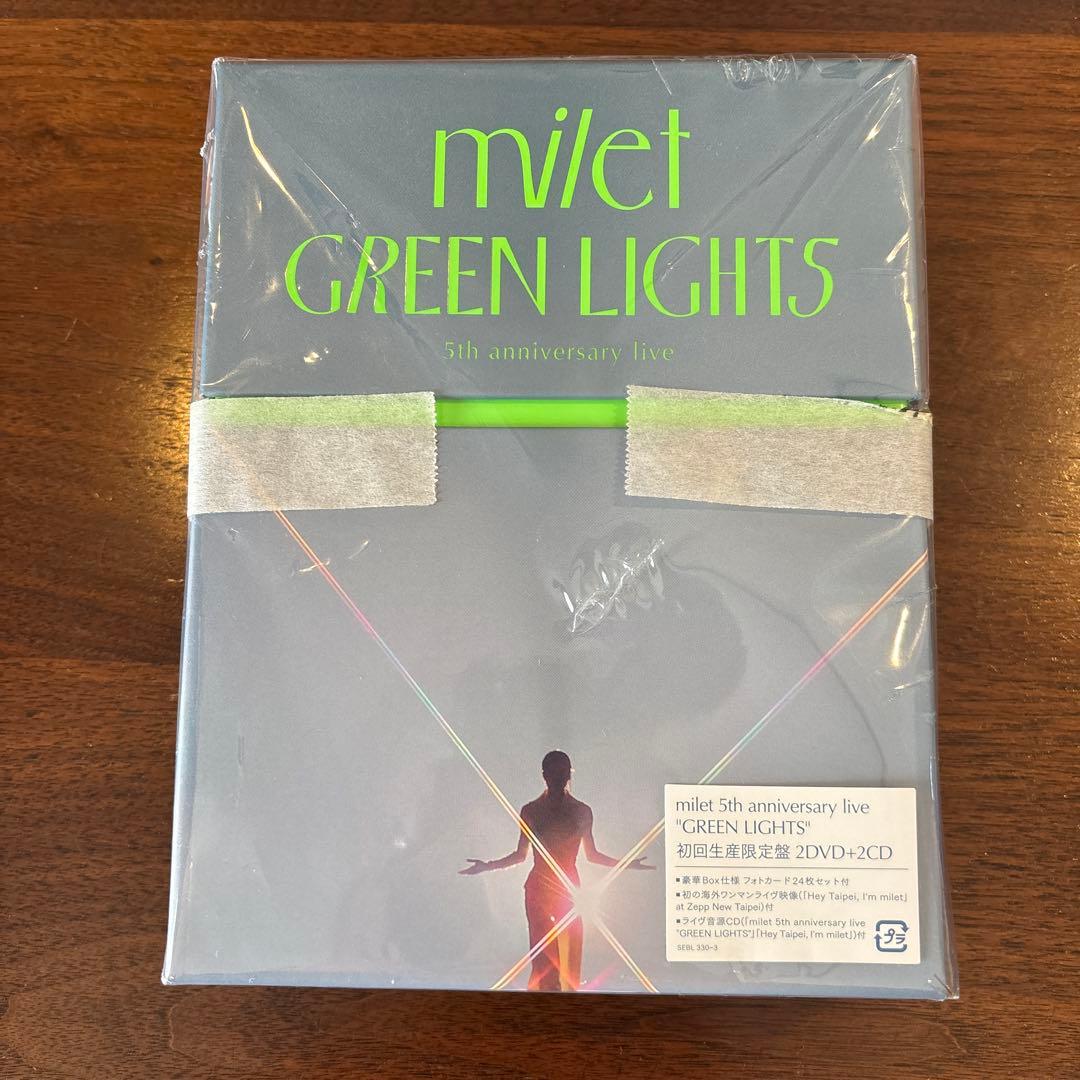 milet
GREEN LIGHTS
5th anniversary live
milet 5th anniversary live
"GREEN LIGHTS"
初回生産限定盤 2DVD+2CD
■豪華Box仕様 フォトカード24枚セット付
■初の海外ワンマンライヴ映像(「Hey Taipei, I'm milet」
at Zepp New Taipei)付
■ライヴ音源CD(「milet 5th anniversary live
"GREEN LIGHTS"」「Hey Taipei, I'm milet」)付
SEBL 330-3
プラ